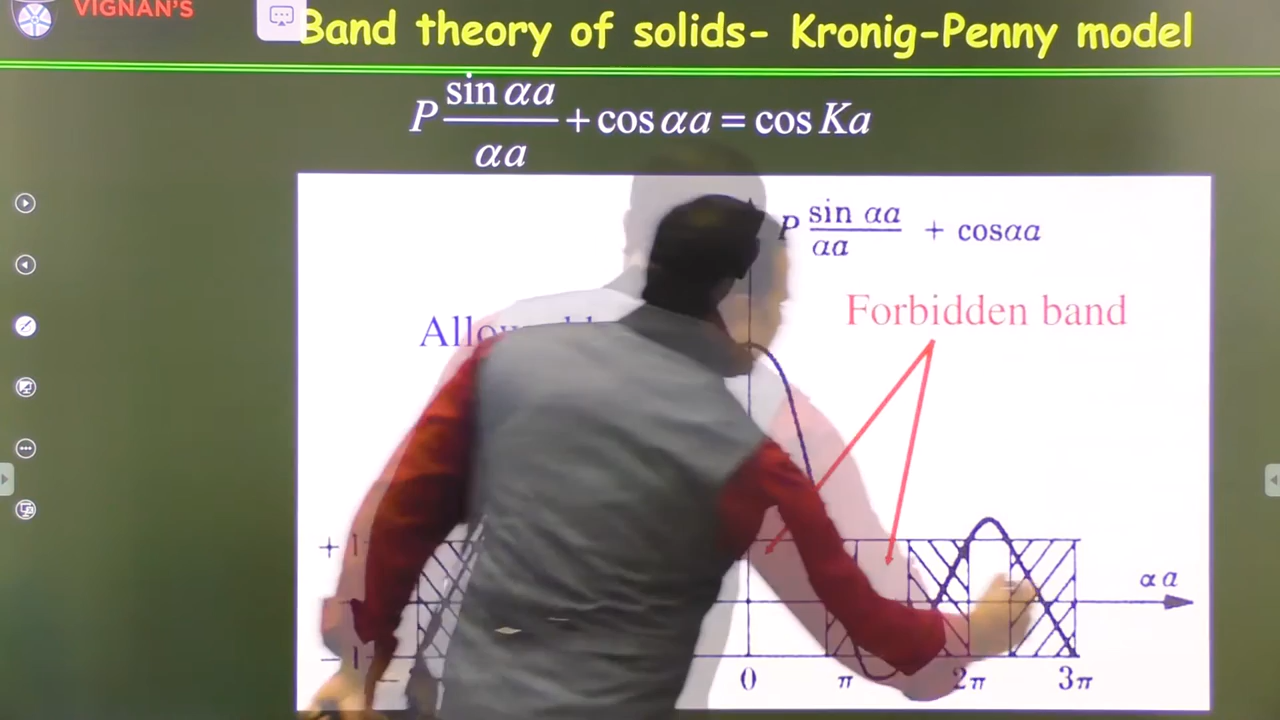 VIGNAN'S
Band theory of solids- Kronig-Penny model
P sin αa / αa + cos αa = cos Ka
P sin αa / αa + cosαa
Forbidden band
+ 1
αa
− 1
0 π 2π 3π